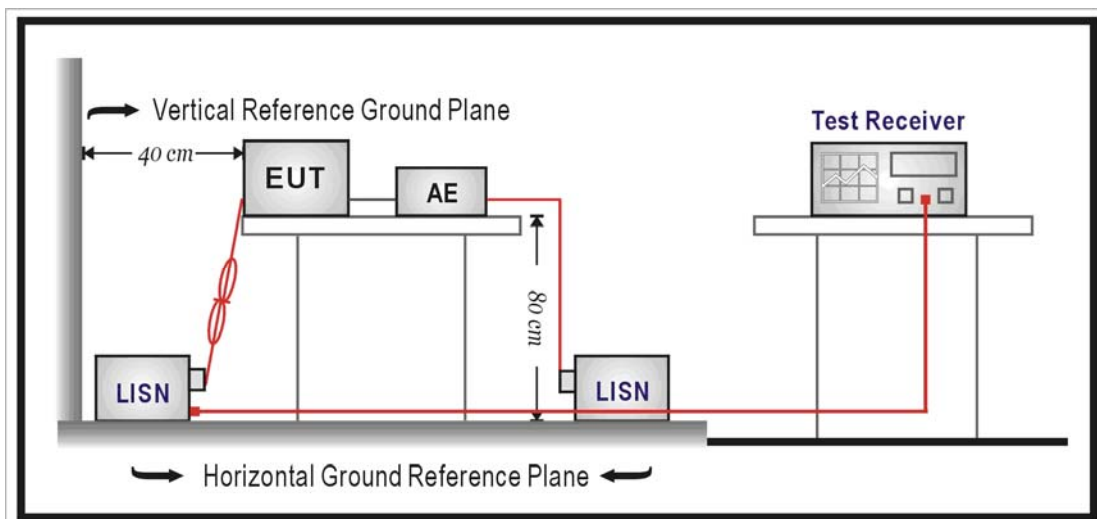 Vertical Reference Ground Plane
Test Receiver
40 cm
EUT
AE
80 cm
LISN
LISN
Horizontal Ground Reference Plane